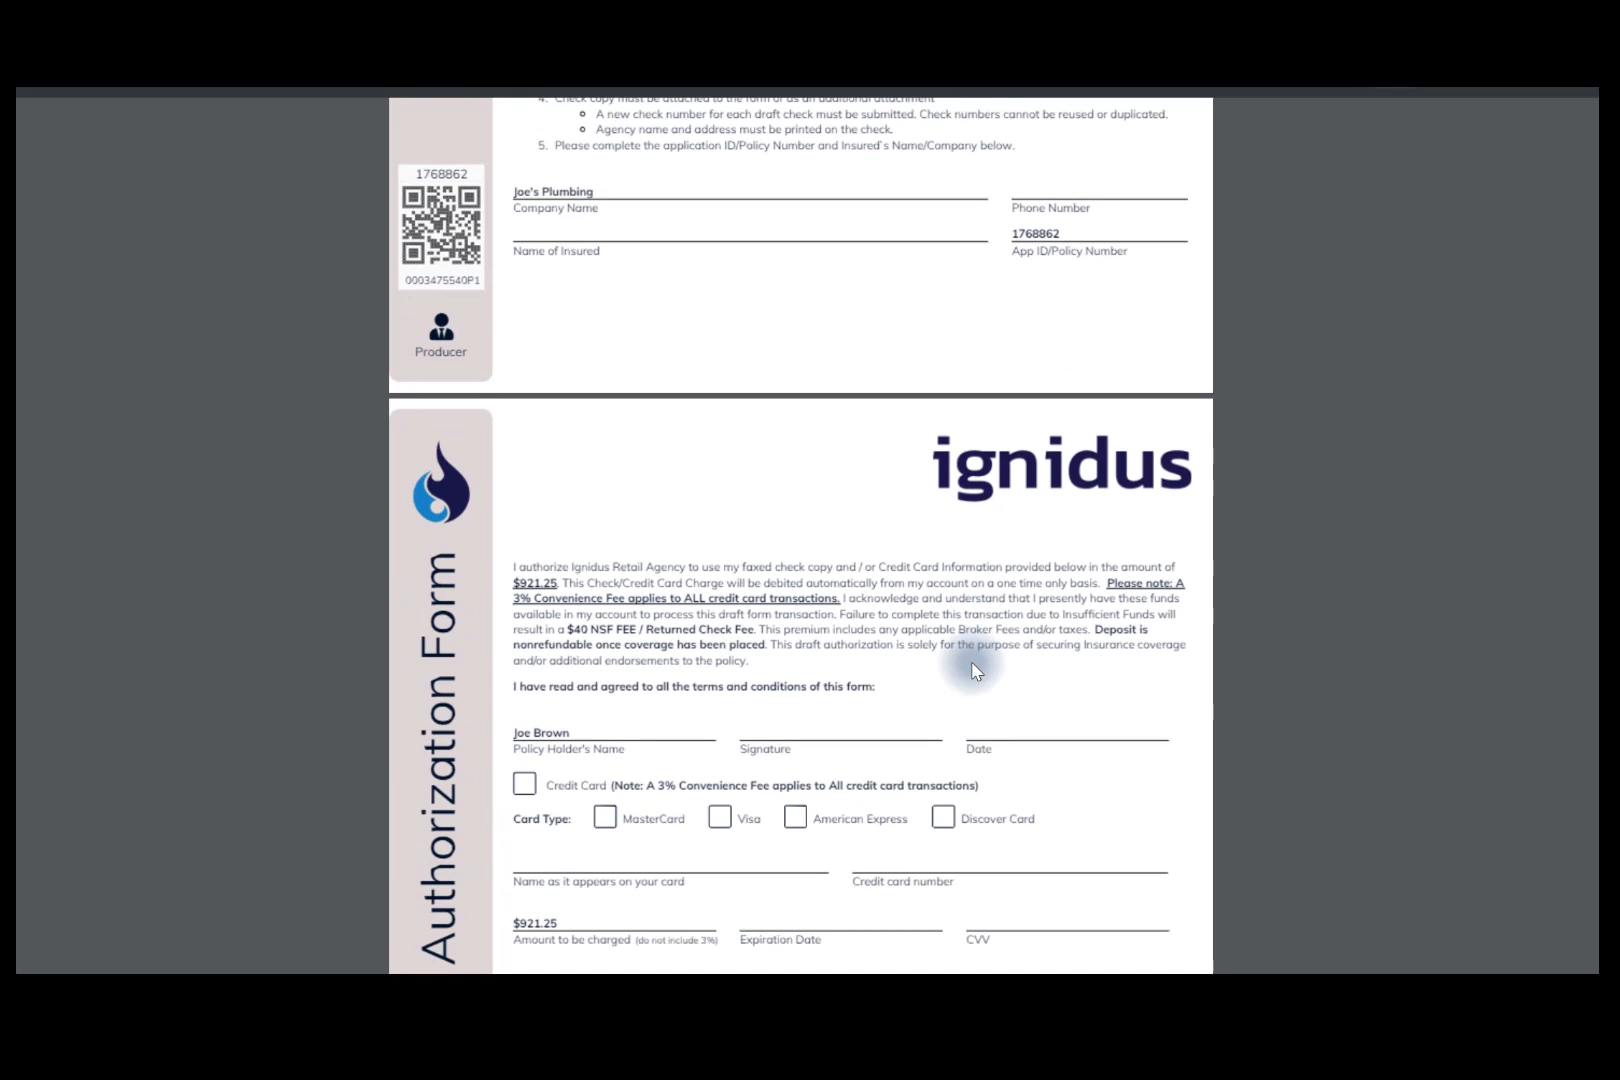 4. Check copy must be attached to the form or as an additional attachment
A new check number for each draft check must be submitted. Check numbers cannot be reused or duplicated.
Agency name and address must be printed on the check.
5. Please complete the application ID/Policy Number and Insured`s Name/Company below.
1768862
0003475540P1
Producer
Joe's Plumbing
Company Name
Phone Number
1768862
Name of Insured
App ID/Policy Number
ignidus
Authorization Form
I authorize Ignidus Retail Agency to use my faxed check copy and / or Credit Card Information provided below in the amount of
$921.25. This Check/Credit Card Charge will be debited automatically from my account on a one time only basis. Please note: A
3% Convenience Fee applies to ALL credit card transactions. I acknowledge and understand that I presently have these funds
available in my account to process this draft form transaction. Failure to complete this transaction due to Insufficient Funds will
result in a $40 NSF FEE / Returned Check Fee. This premium includes any applicable Broker Fees and/or taxes. Deposit is
nonrefundable once coverage has been placed. This draft authorization is solely for the purpose of securing Insurance coverage
and/or additional endorsements to the policy.
I have read and agreed to all the terms and conditions of this form:
Joe Brown
Policy Holder's Name
Signature
Date
Credit Card (Note: A 3% Convenience Fee applies to All credit card transactions)
Card Type: MasterCard Visa American Express Discover Card
Name as it appears on your card
Credit card number
$921.25
Amount to be charged (do not include 3%)
Expiration Date
CVV